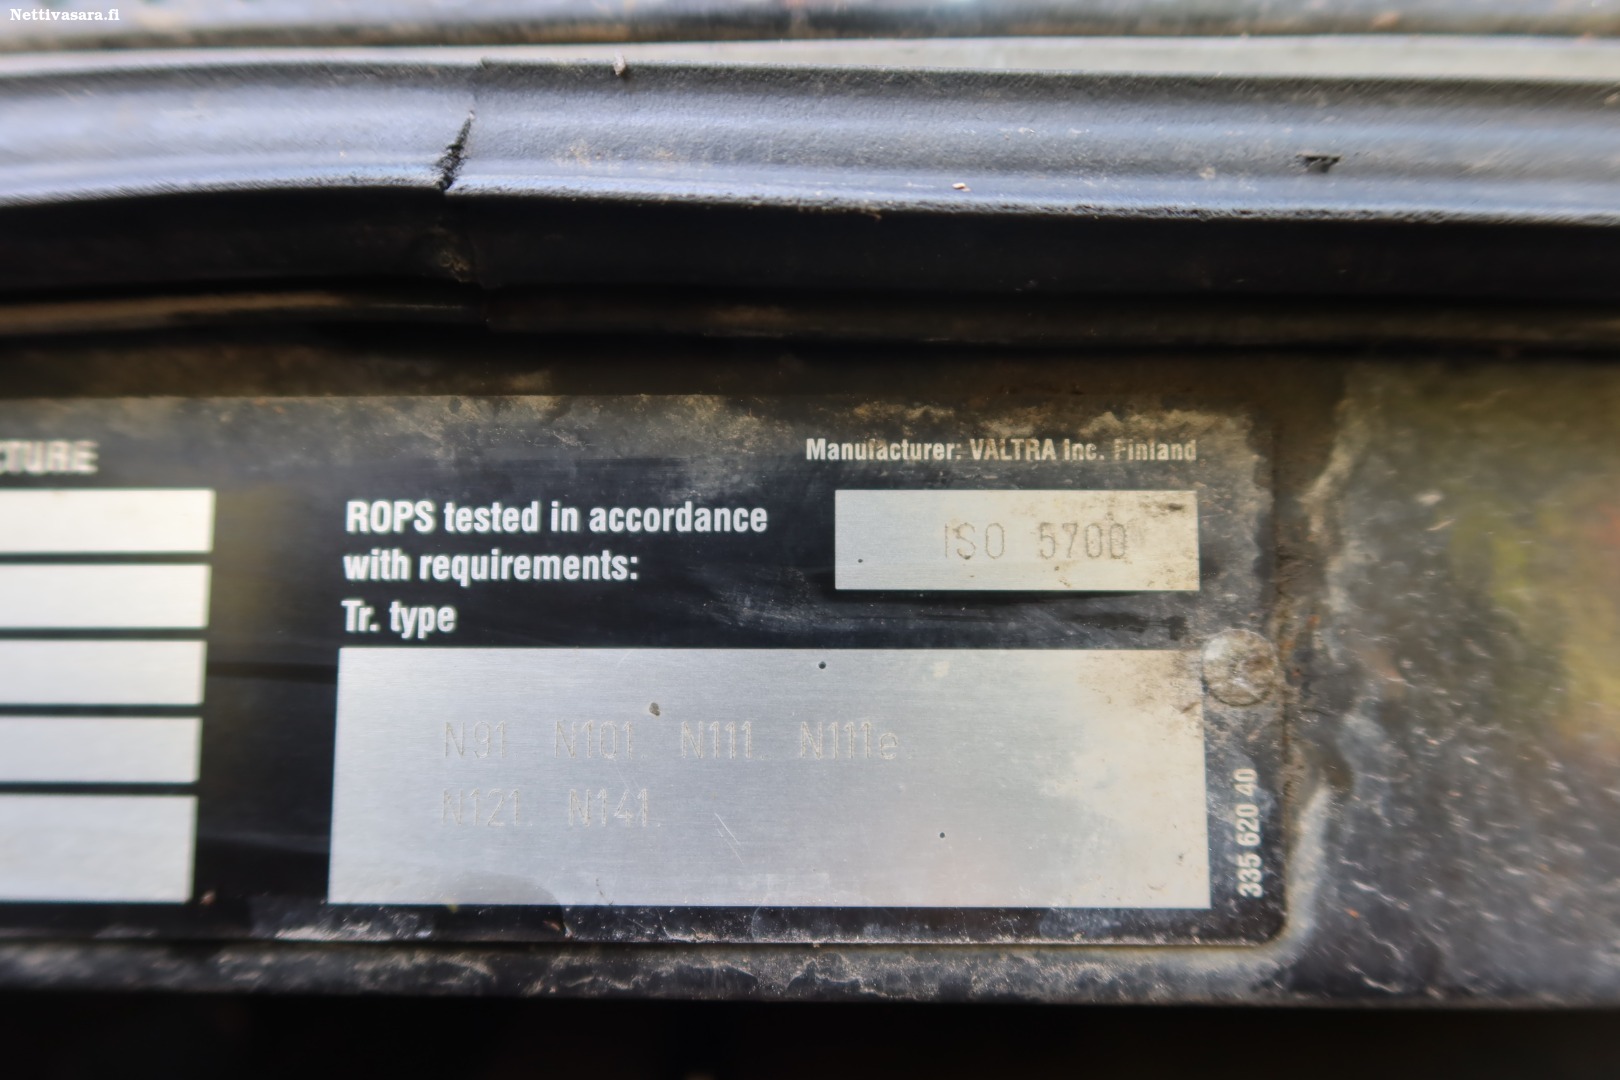 Nettivasara.fi
CTURE
Manufacturer: VALTRA Inc. Finland
ROPS tested in accordance
with requirements:
ISO 5700
Tr. type
N91 N101 N111 N111e
N121. N141.
335 620 40